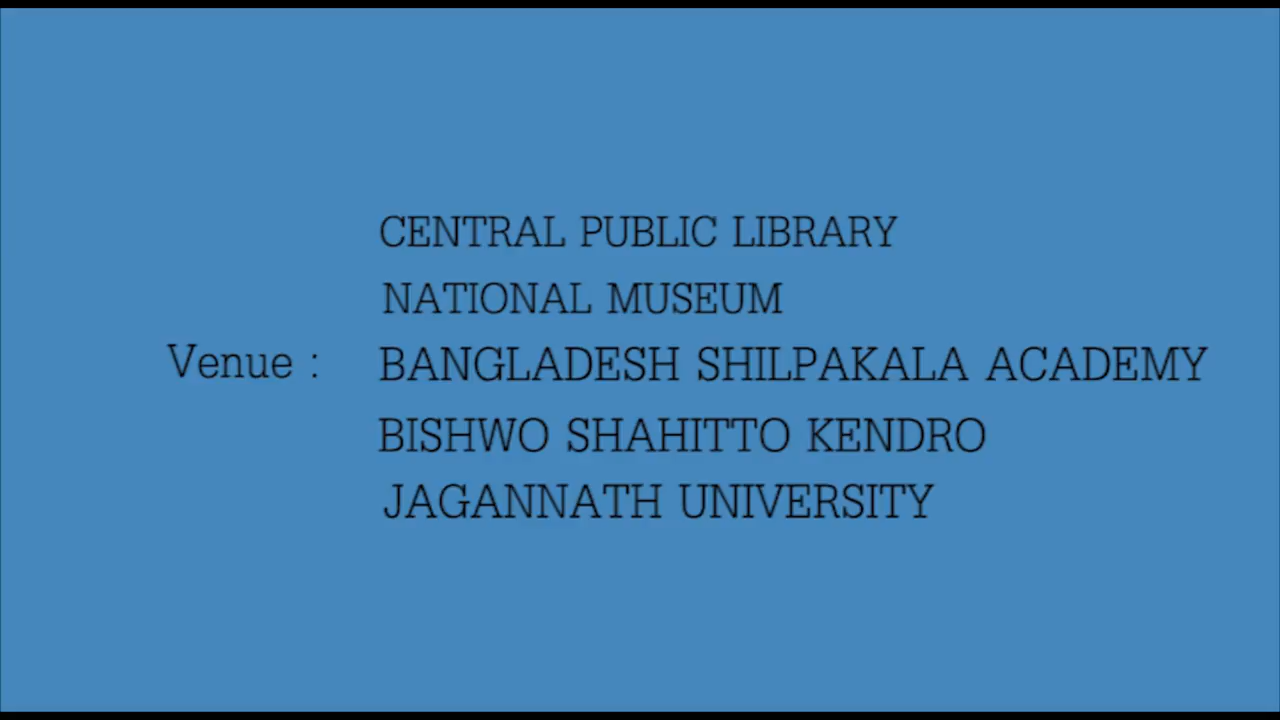 CENTRAL PUBLIC LIBRARY
NATIONAL MUSEUM
Venue : BANGLADESH SHILPAKALA ACADEMY
BISHWO SHAHITTO KENDRO
JAGANNATH UNIVERSITY